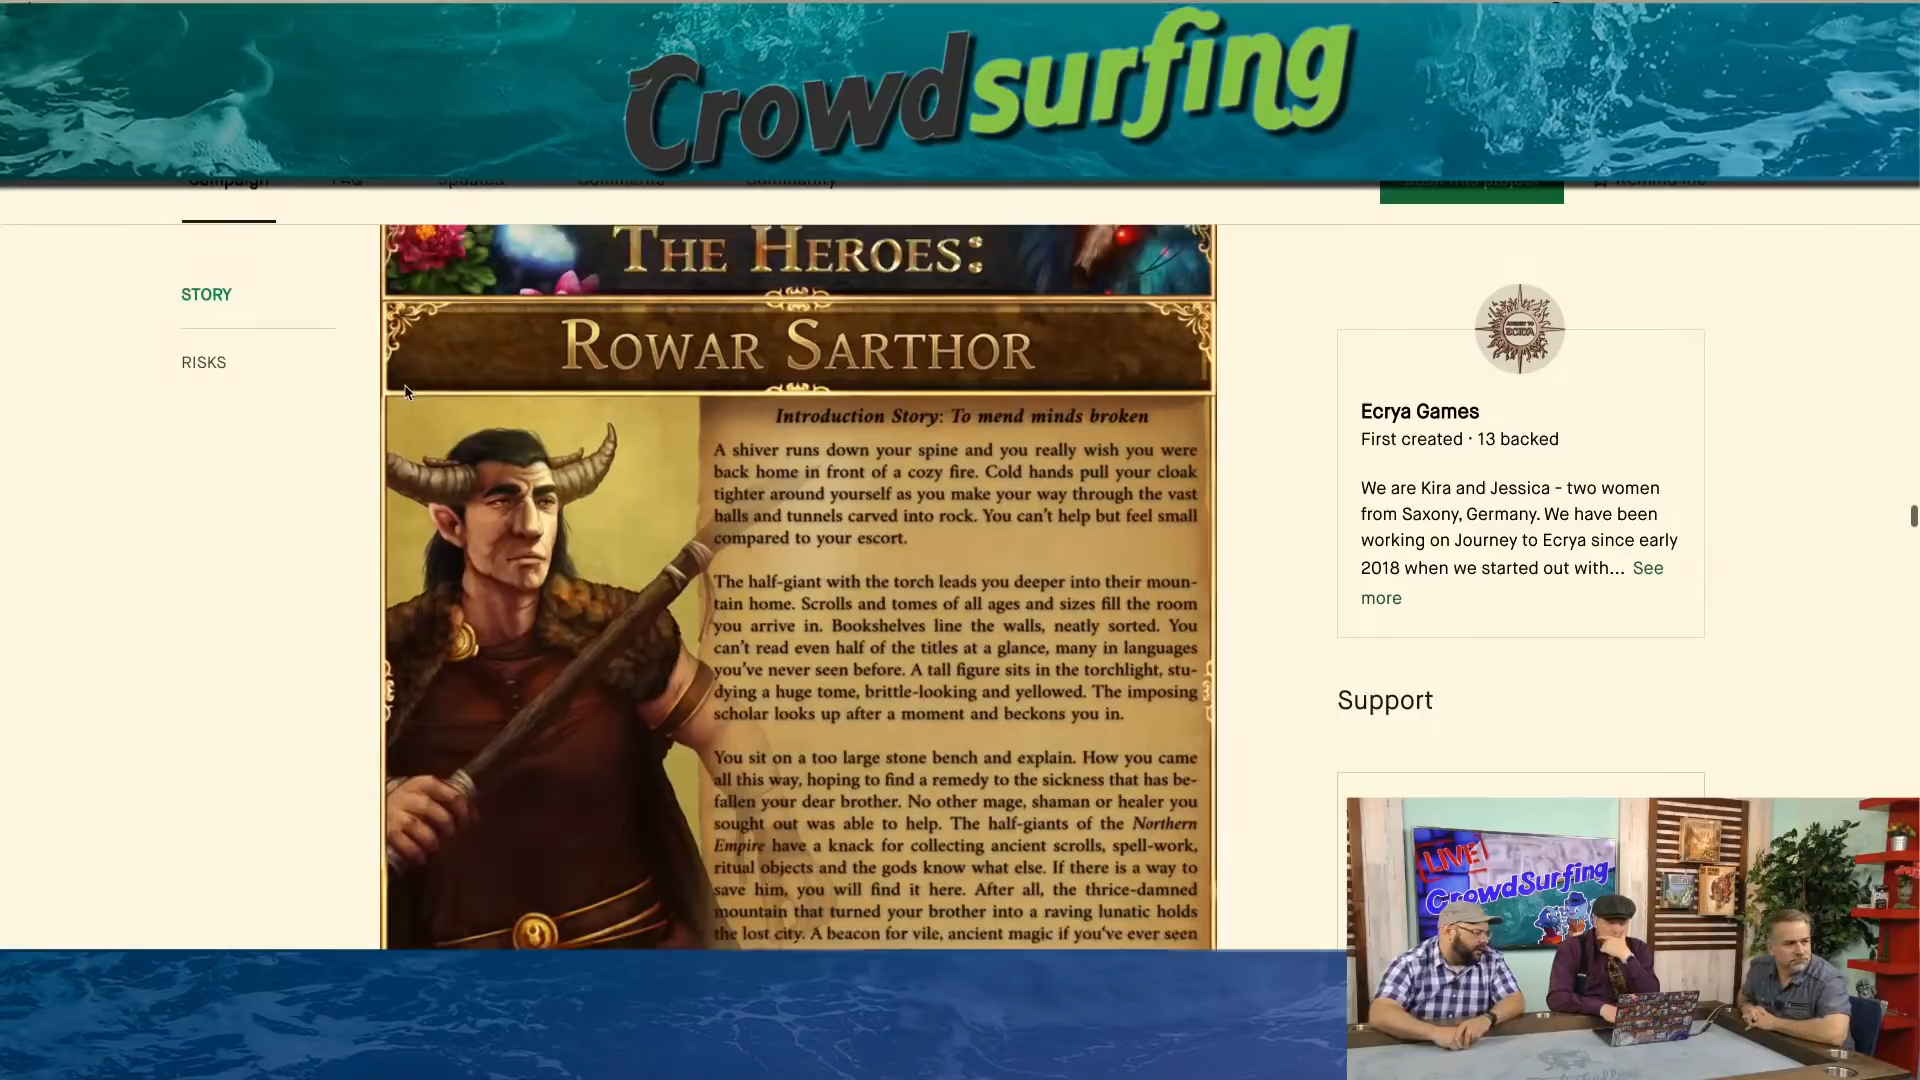 Crowdsurfing
Campaign FAQ Updates Comments Community
Back this project Remind me
STORY
RISKS
THE HEROES:
ROWAR SARTHOR
Introduction Story: To mend minds broken
A shiver runs down your spine and you really wish you were
back home in front of a cozy fire. Cold hands pull your cloak
tighter around yourself as you make your way through the vast
halls and tunnels carved into rock. You can't help but feel small
compared to your escort.
The half-giant with the torch leads you deeper into their moun-
tain home. Scrolls and tomes of all ages and sizes fill the room
you arrive in. Bookshelves line the walls, neatly sorted. You
can't read even half of the titles at a glance, many in languages
you've never seen before. A tall figure sits in the torchlight, stu-
dying a huge tome, brittle-looking and yellowed. The imposing
scholar looks up after a moment and beckons you in.
You sit on a too large stone bench and explain. How you came
all this way, hoping to find a remedy to the sickness that has be-
fallen your dear brother. No other mage, shaman or healer you
sought out was able to help. The half-giants of the Northern
Empire have a knack for collecting ancient scrolls, spell-work,
ritual objects and the gods know what else. If there is a way to
save him, you will find it here. After all, the thrice-damned
mountain that turned your brother into a raving lunatic holds
the lost city. A beacon for vile, ancient magic if you've ever seen
JOURNEY TO
ECRYA
Ecrya Games
First created · 13 backed
We are Kira and Jessica - two women
from Saxony, Germany. We have been
working on Journey to Ecrya since early
2018 when we started out with... See
more
Support
LIVE
CrowdSurfing